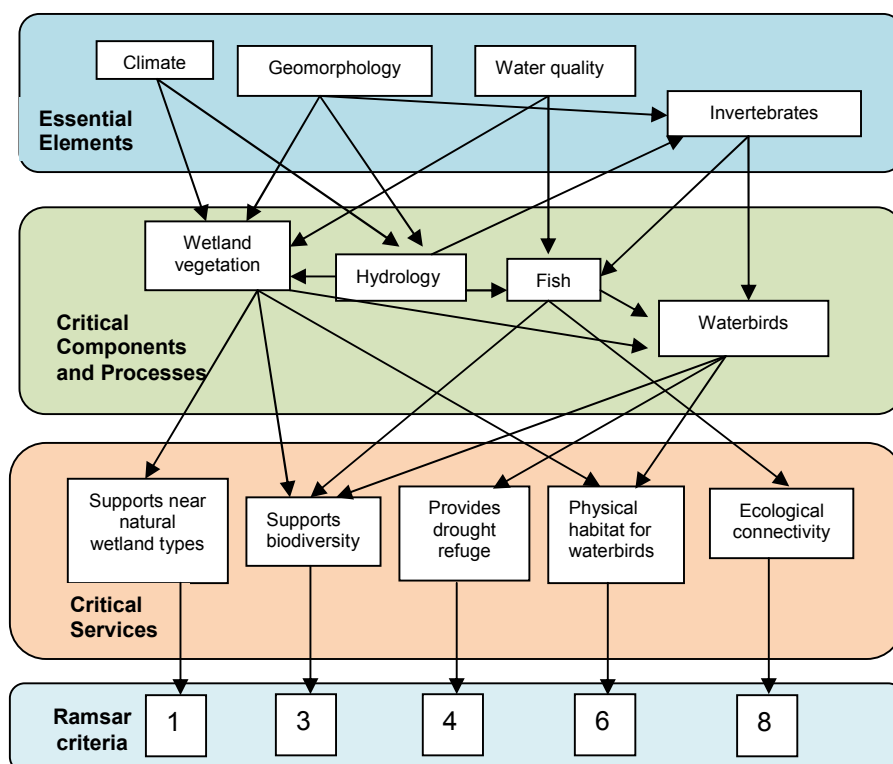 Climate
Geomorphology
Water quality
Invertebrates
Essential
Elements
Wetland
vegetation
Hydrology
Fish
Waterbirds
Critical
Components
and Processes
Supports near
natural
wetland types
Supports
biodiversity
Provides
drought
refuge
Physical
habitat for
waterbirds
Ecological
connectivity
Critical
Services
Ramsar
criteria
1
3
4
6
8